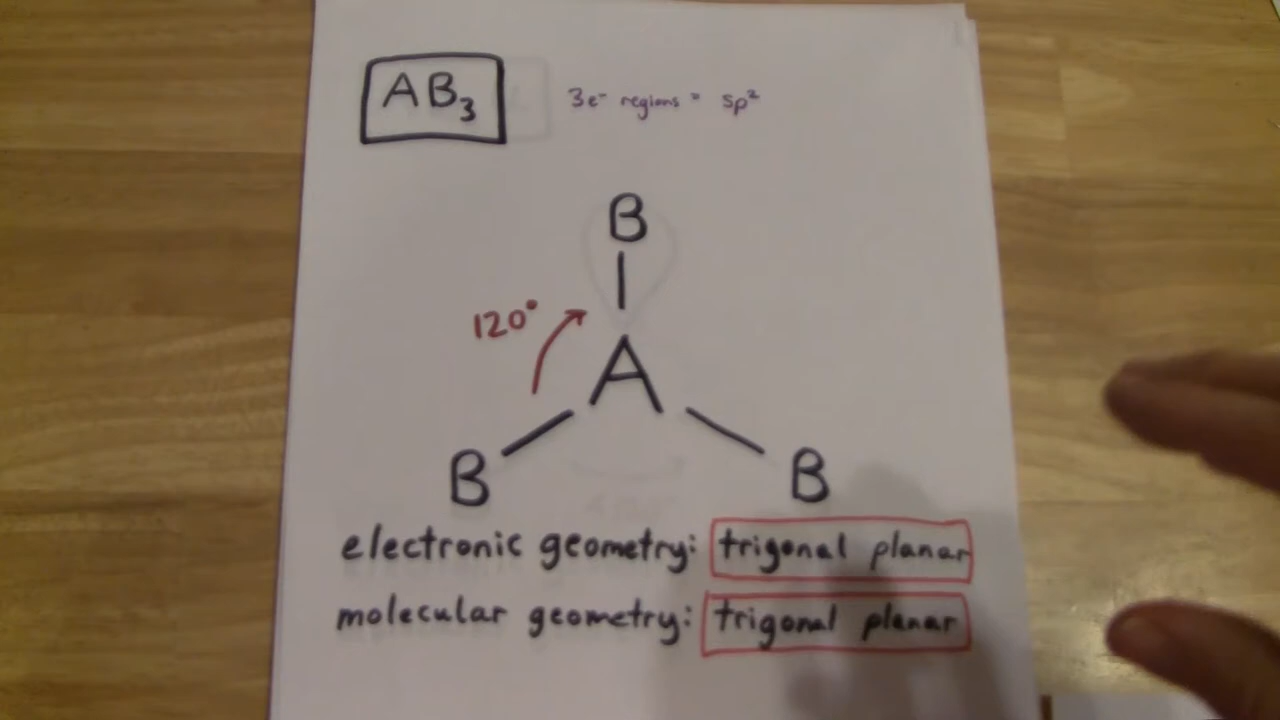 AB₃
3e⁻ regions = sp²
B
120°
A
B B
electronic geometry: trigonal planar
molecular geometry: trigonal planar